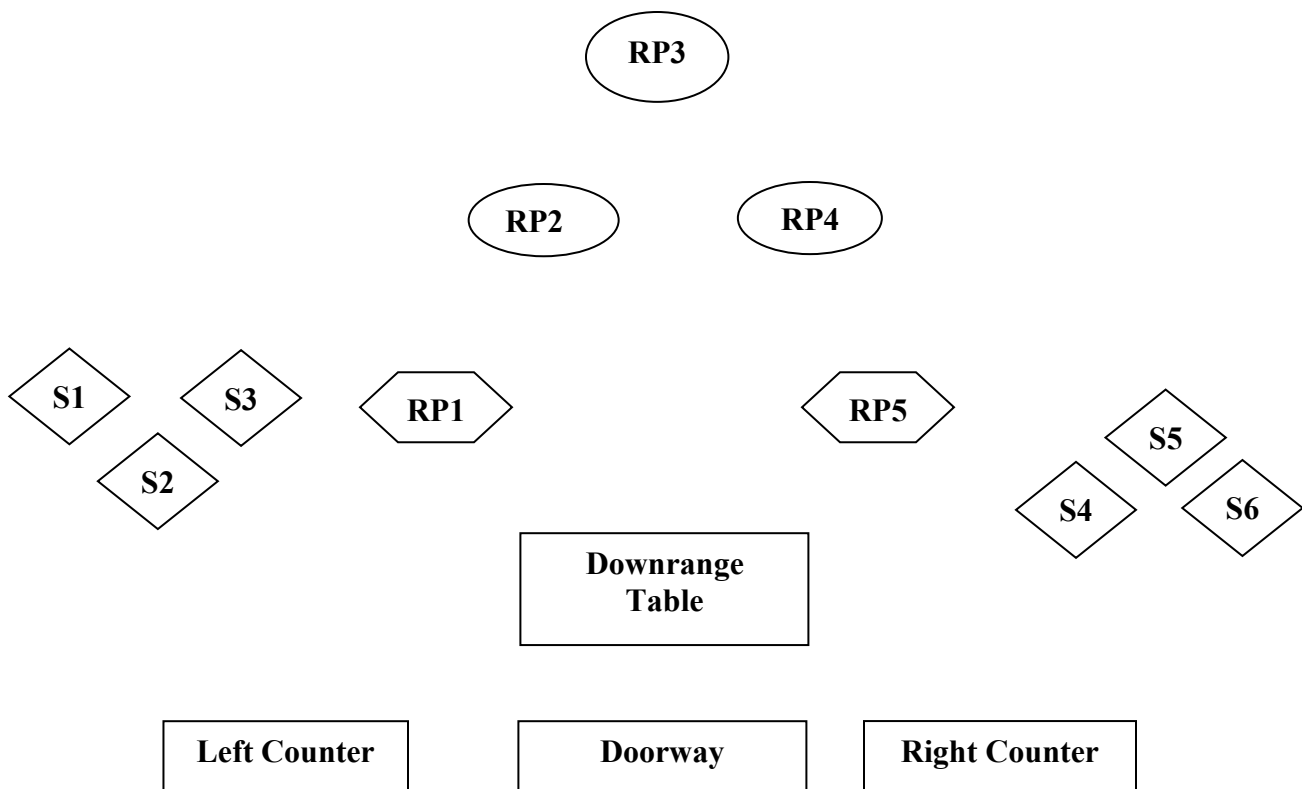 RP3
RP2
RP4
S1
S3
RP1
RP5
S5
S2
S4
S6
Downrange
Table
Left Counter
Doorway
Right Counter